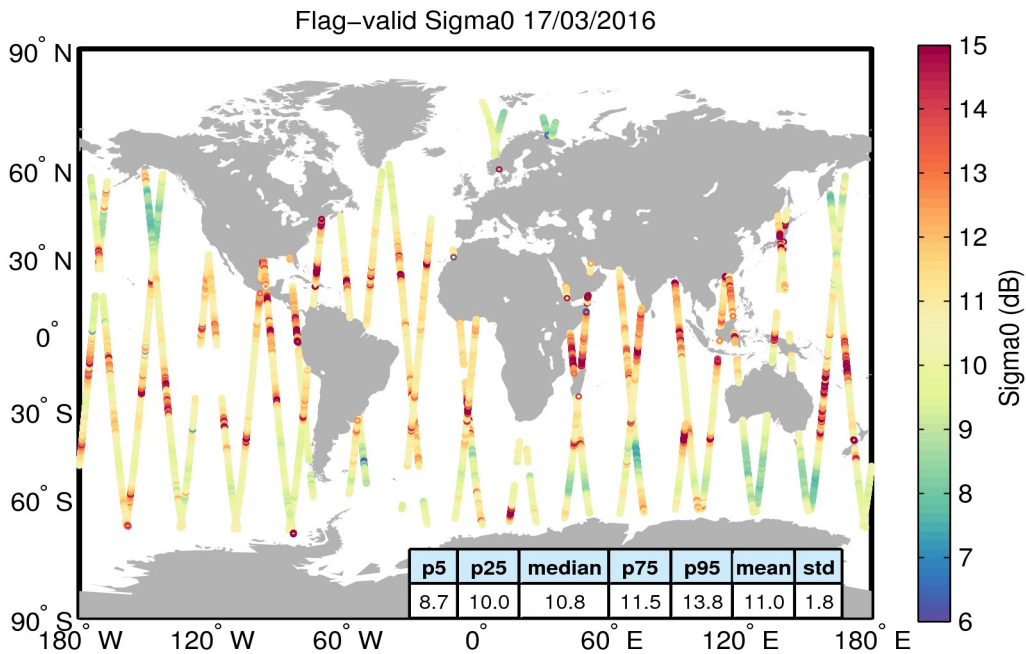 Flag−valid Sigma0 17/03/2016
90° N
60° N
30° N
0°
30° S
60° S
90° S
180° W
120° W
60° W
0°
60° E
120° E
180° E
p5 p25 median p75 p95 mean std
8.7 10.0 10.8 11.5 13.8 11.0 1.8
15
14
13
12
11
10
9
8
7
6
Sigma0 (dB)